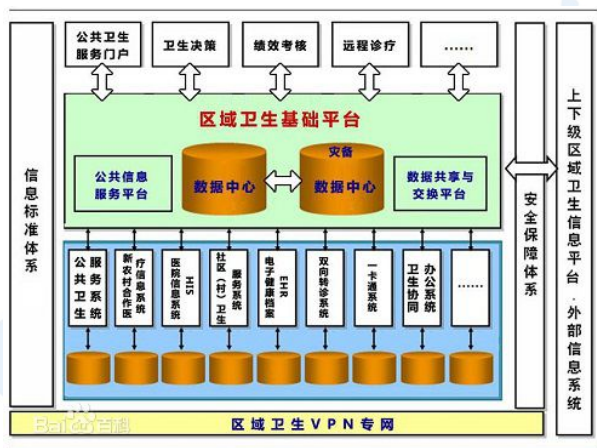 公共卫生
服务门户
卫生决策
绩效考核
远程诊疗
……
信息标准体系
区域卫生基础平台
公共信息
服务平台
数据中心
灾备
数据中心
数据共享与
交换平台
公共卫生
服务系统
新农村合作医
疗信息系统
医院信息系统
HIS
社区（村）卫生
服务系统
电子健康档案
EHR
双向转诊系统
一卡通系统
卫生协同
办公系统
……
安全保障体系
上下级区域卫生信息平台·外部信息系统
区域卫生VPN专网
Bai百科